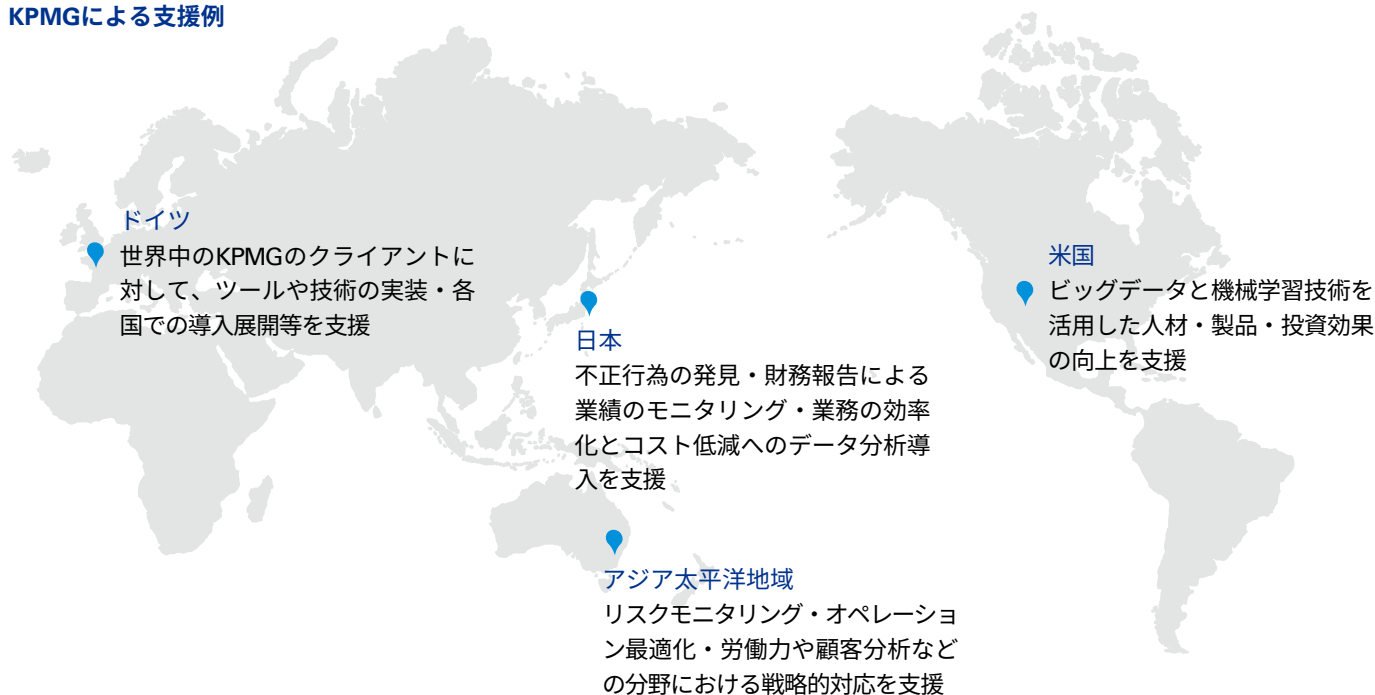 KPMGによる支援例
ドイツ
世界中のKPMGのクライアントに
対して、ツールや技術の実装・各
国での導入展開等を支援
日本
不正行為の発見・財務報告による
業績のモニタリング・業務の効率
化とコスト低減へのデータ分析導
入を支援
米国
ビッグデータと機械学習技術を
活用した人材・製品・投資効果
の向上を支援
アジア太平洋地域
リスクモニタリング・オペレーショ
ン最適化・労働力や顧客分析など
の分野における戦略的対応を支援